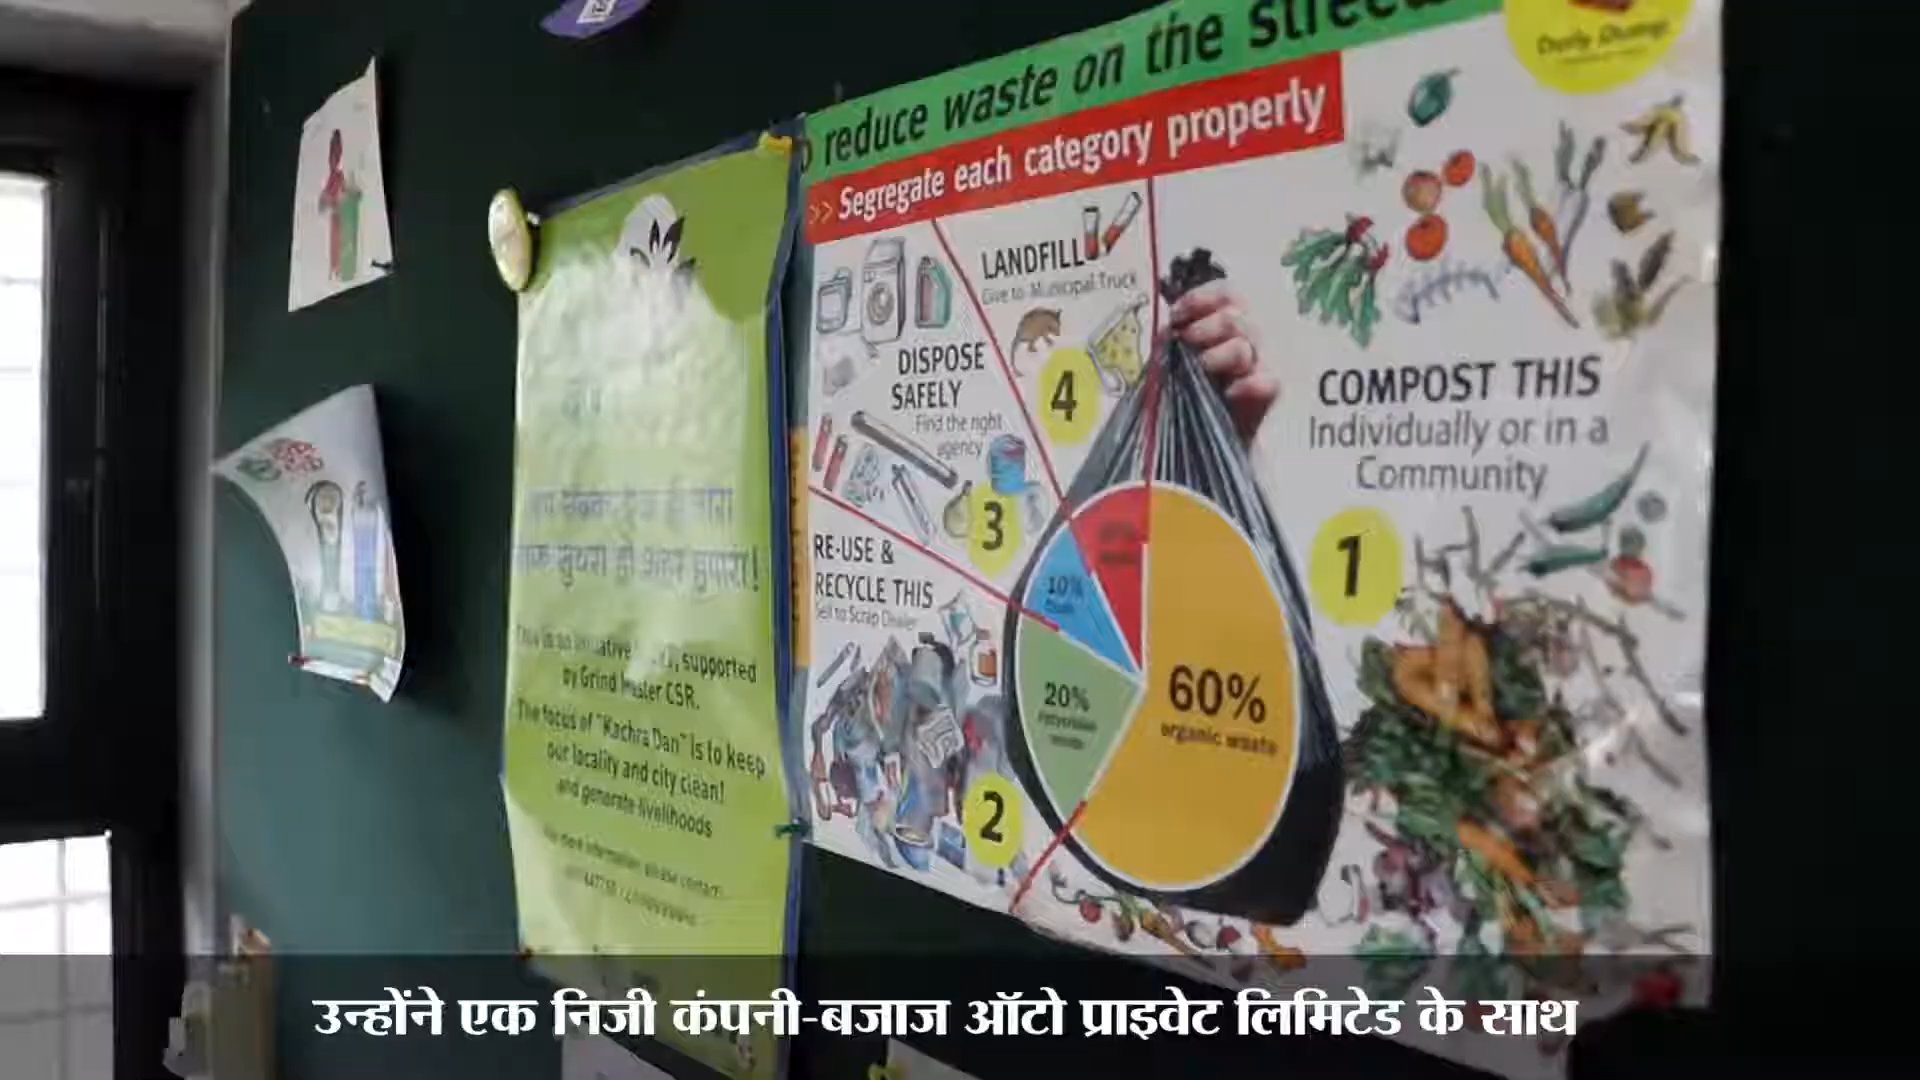 reduce waste on the streets
>> Segregate each category properly
Daily Dump
LANDFILL
Give to Municipal Truck
DISPOSE
SAFELY
Find the right
agency
4
3
RE-USE &
RECYCLE THIS
Sell to Scrap Dealer
2
COMPOST THIS
Individually or in a
Community
1
10%
20%
60%
organic waste
supported
by Grind Master CSR.
The focus of "Kachra Dan" is to keep
our locality and city clean!
and generate livelihoods
उन्होंने एक निजी कंपनी-बजाज ऑटो प्राइवेट लिमिटेड के साथ